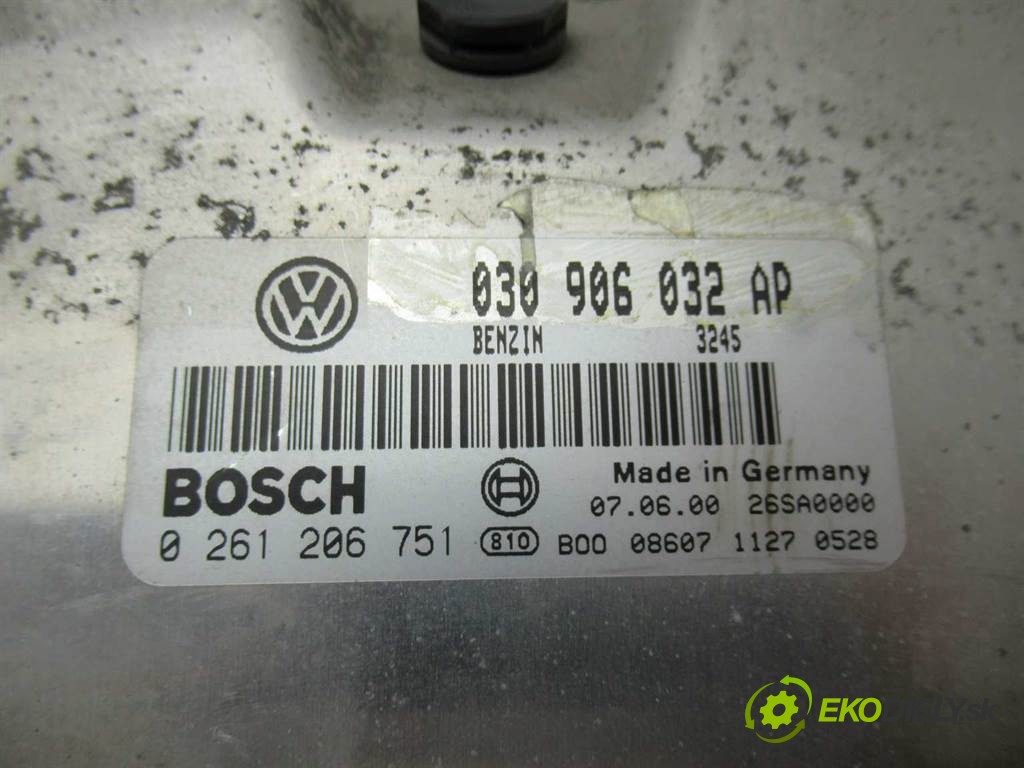 030 906 032 AP
BENZIN 3245
BOSCH
Made in Germany
07.06.00 26SA0000
0 261 206 751 810 B00 08607 1127 0528
EKO